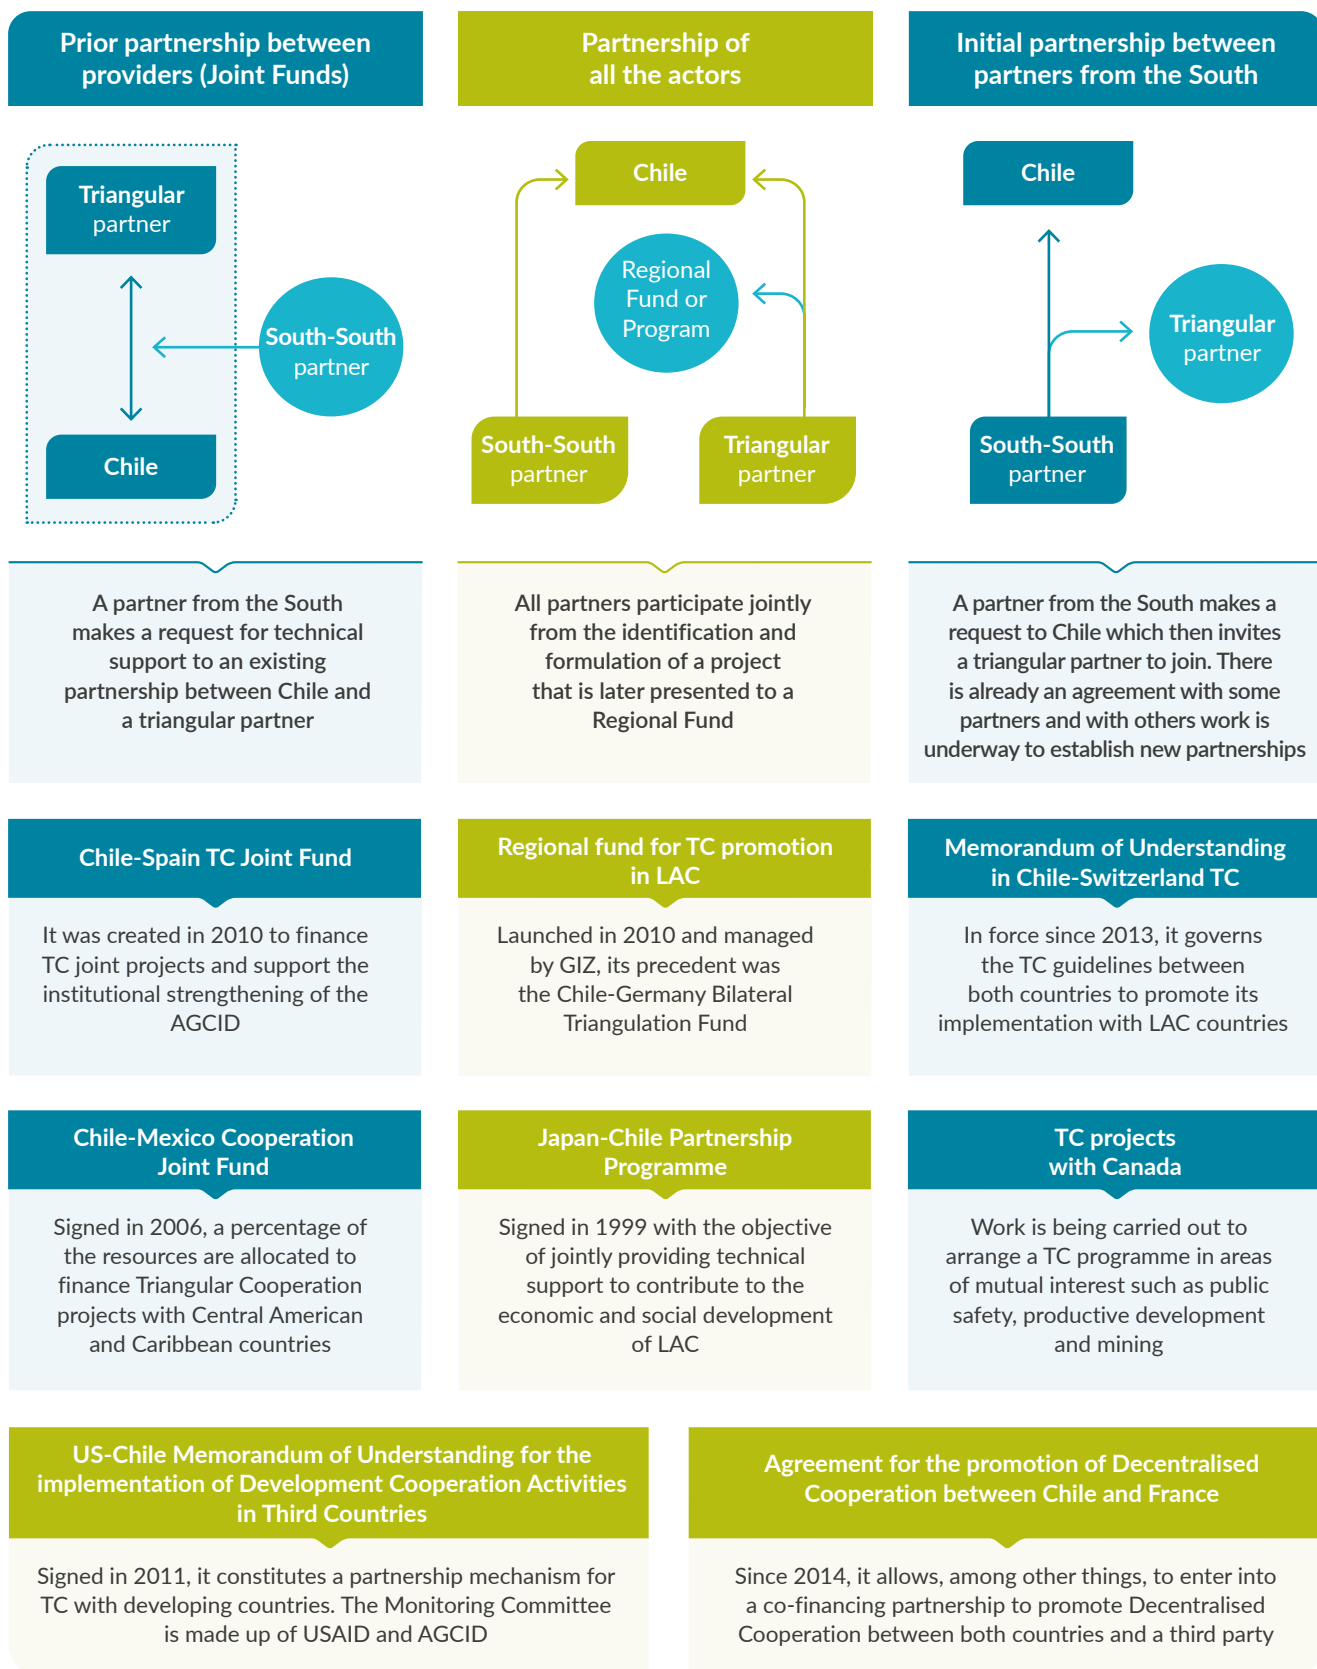 Prior partnership between
providers (Joint Funds)
Partnership of
all the actors
Initial partnership between
partners from the South
Triangular
partner
South-South
partner
Chile
Chile
Regional
Fund or
Program
South-South
partner
Triangular
partner
Chile
Triangular
partner
South-South
partner
A partner from the South
makes a request for technical
support to an existing
partnership between Chile and
a triangular partner
All partners participate jointly
from the identification and
formulation of a project
that is later presented to a
Regional Fund
A partner from the South makes a
request to Chile which then invites
a triangular partner to join. There
is already an agreement with some
partners and with others work is
underway to establish new partnerships
Chile-Spain TC Joint Fund
It was created in 2010 to finance
TC joint projects and support the
institutional strengthening of the
AGCID
Regional fund for TC promotion
in LAC
Launched in 2010 and managed
by GIZ, its precedent was
the Chile-Germany Bilateral
Triangulation Fund
Memorandum of Understanding
in Chile-Switzerland TC
In force since 2013, it governs
the TC guidelines between
both countries to promote its
implementation with LAC countries
Chile-Mexico Cooperation
Joint Fund
Signed in 2006, a percentage of
the resources are allocated to
finance Triangular Cooperation
projects with Central American
and Caribbean countries
Japan-Chile Partnership
Programme
Signed in 1999 with the objective
of jointly providing technical
support to contribute to the
economic and social development
of LAC
TC projects
with Canada
Work is being carried out to
arrange a TC programme in areas
of mutual interest such as public
safety, productive development
and mining
US-Chile Memorandum of Understanding for the
implementation of Development Cooperation Activities
in Third Countries
Signed in 2011, it constitutes a partnership mechanism for
TC with developing countries. The Monitoring Committee
is made up of USAID and AGCID
Agreement for the promotion of Decentralised
Cooperation between Chile and France
Since 2014, it allows, among other things, to enter into
a co-financing partnership to promote Decentralised
Cooperation between both countries and a third party